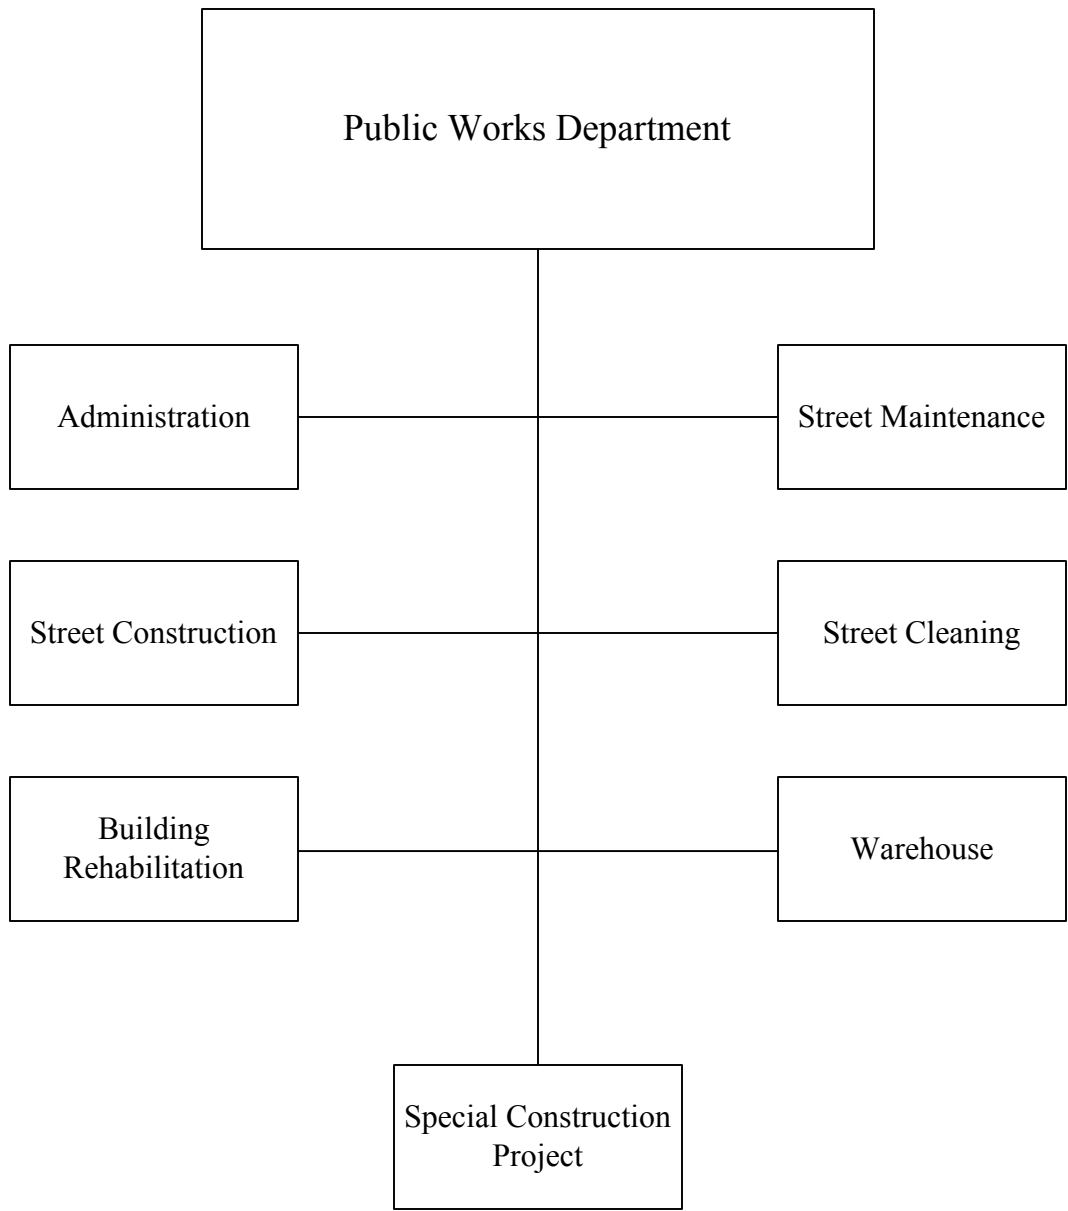 Public Works Department
Administration
Street Maintenance
Street Construction
Street Cleaning
Building
Rehabilitation
Warehouse
Special Construction
Project